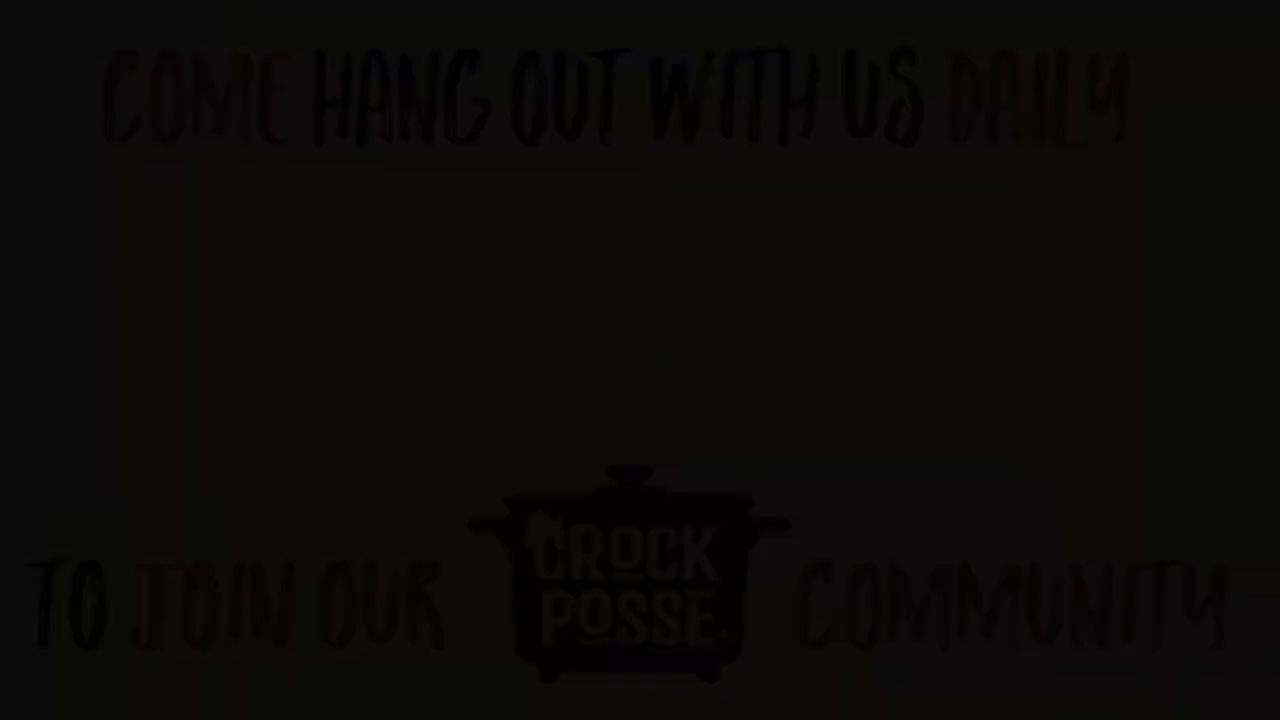 COME HANG OUT WITH US DAILY
CROCK
POSSE.
TO JOIN OUR COMMUNITY